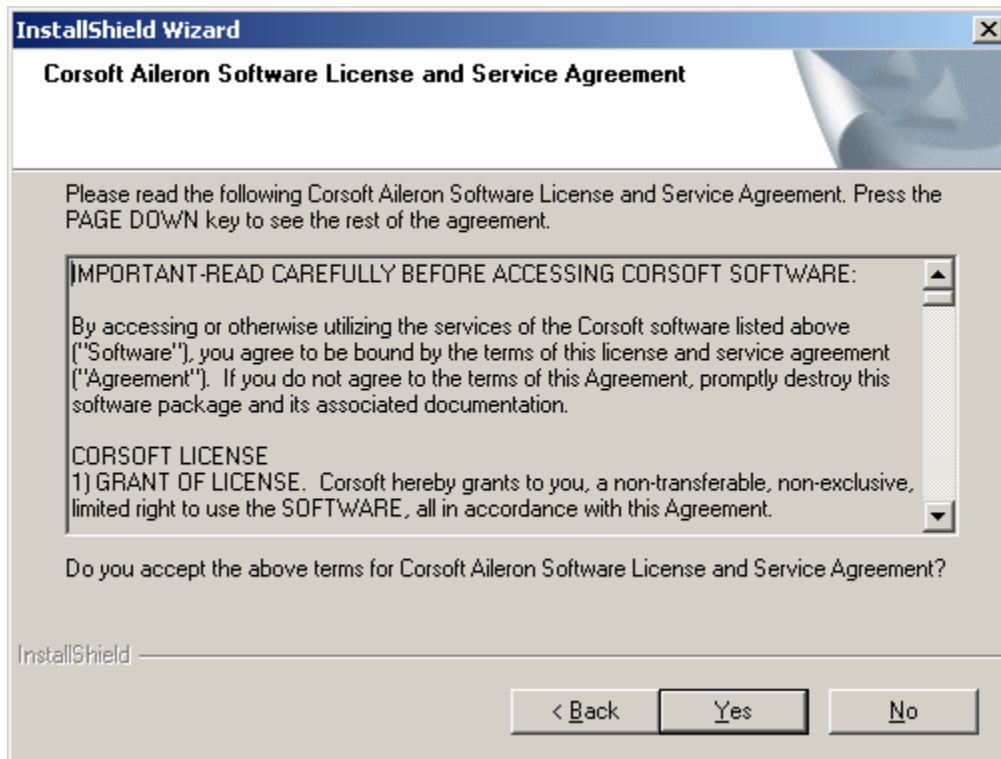 InstallShield Wizard
Corsoft Aileron Software License and Service Agreement
Please read the following Corsoft Aileron Software License and Service Agreement. Press the
PAGE DOWN key to see the rest of the agreement.
IMPORTANT-READ CAREFULLY BEFORE ACCESSING CORSOFT SOFTWARE:
By accessing or otherwise utilizing the services of the Corsoft software listed above
("Software"), you agree to be bound by the terms of this license and service agreement
("Agreement").  If you do not agree to the terms of this Agreement, promptly destroy this
software package and its associated documentation.
CORSOFT LICENSE
1) GRANT OF LICENSE.  Corsoft hereby grants to you, a non-transferable, non-exclusive,
limited right to use the SOFTWARE, all in accordance with this Agreement.
Do you accept the above terms for Corsoft Aileron Software License and Service Agreement?
InstallShield
< Back
Yes
No